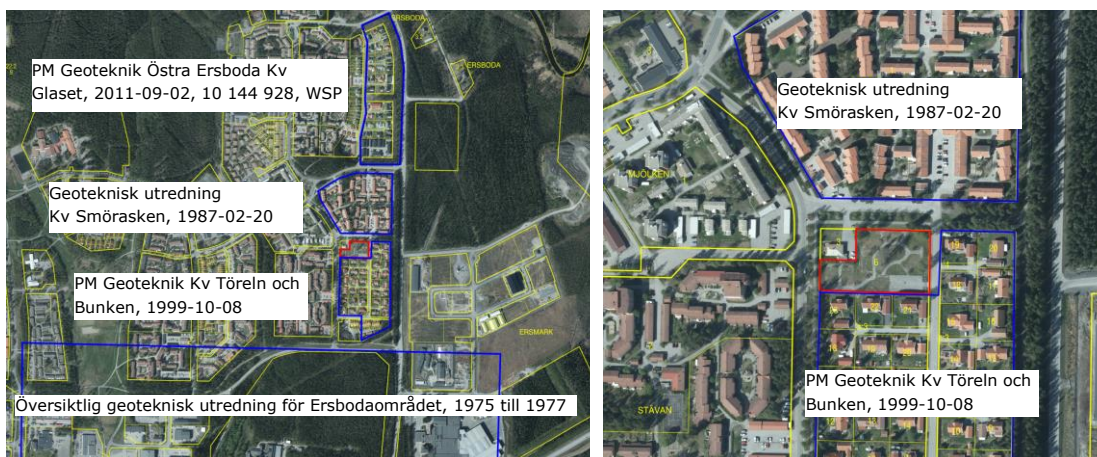 ERSBODA
PM Geoteknik Östra Ersboda Kv
Glaset, 2011-09-02, 10 144 928, WSP
ERSBODA
Geoteknisk utredning
Kv Smörasken, 1987-02-20
PM Geoteknik Kv Töreln och
Bunken, 1999-10-08
ERSMARK
Översiktlig geoteknisk utredning för Ersbodaområdet, 1975 till 1977
Geoteknisk utredning
Kv Smörasken, 1987-02-20
MJÖLKEN
6
19
STÄVAN
PM Geoteknik Kv Töreln och
Bunken, 1999-10-08
12